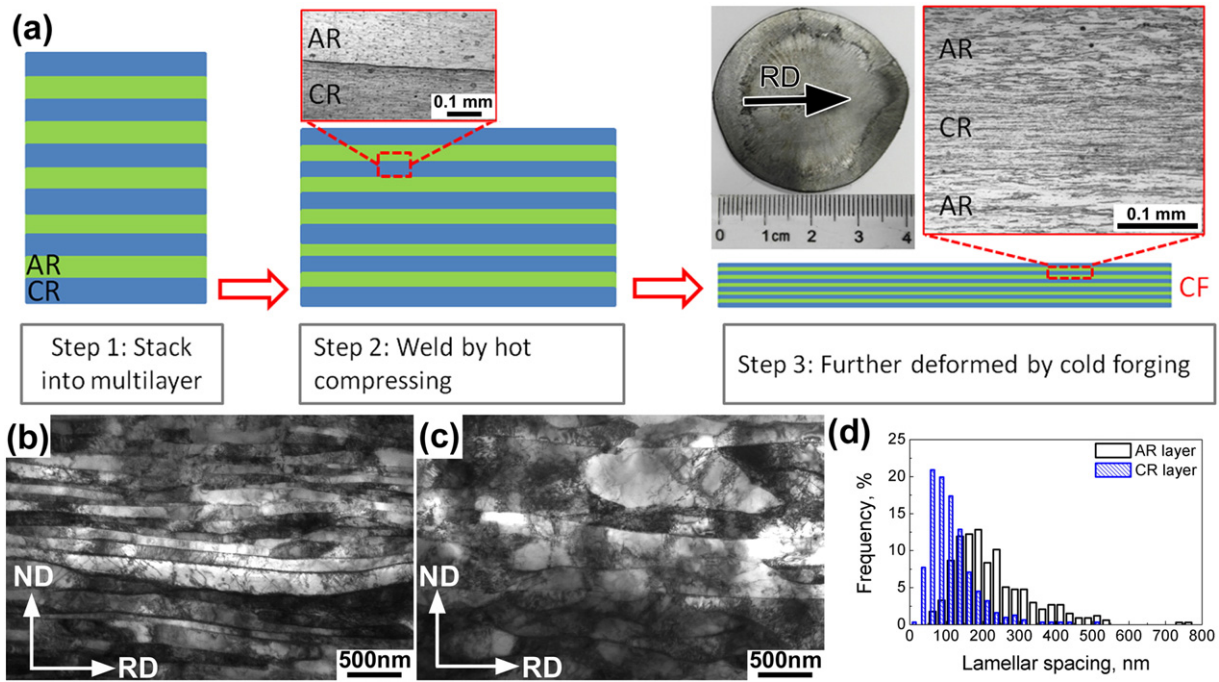 (a)
AR
CR
0.1 mm
RD
0
1 cm
2
3
4
AR
CR
AR
0.1 mm
AR
CR
CF
Step 1: Stack
into multilayer
Step 2: Weld by hot
compressing
Step 3: Further deformed by cold forging
(b)
ND
RD
500nm
(c)
ND
RD
500nm
(d)
AR layer
CR layer
Frequency, %
25
20
15
10
5
0
0 100 200 300 400 500 600 700 800
Lamellar spacing, nm